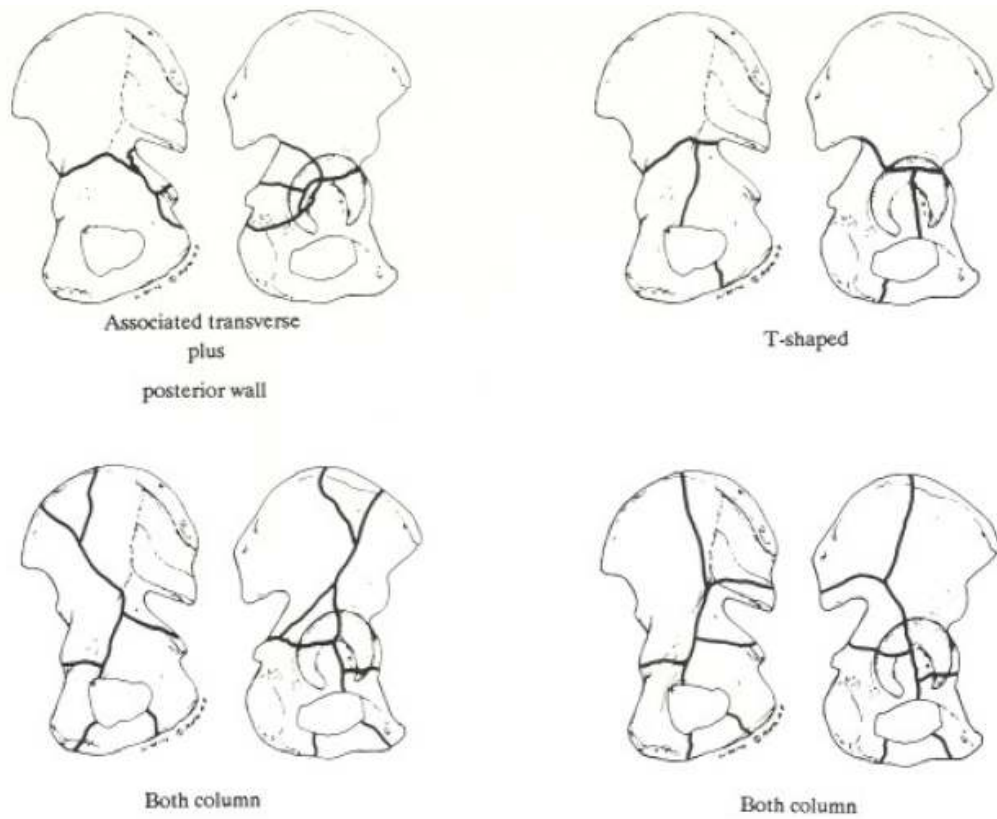 Associated transverse
plus
posterior wall
T-shaped
Both column
Both column